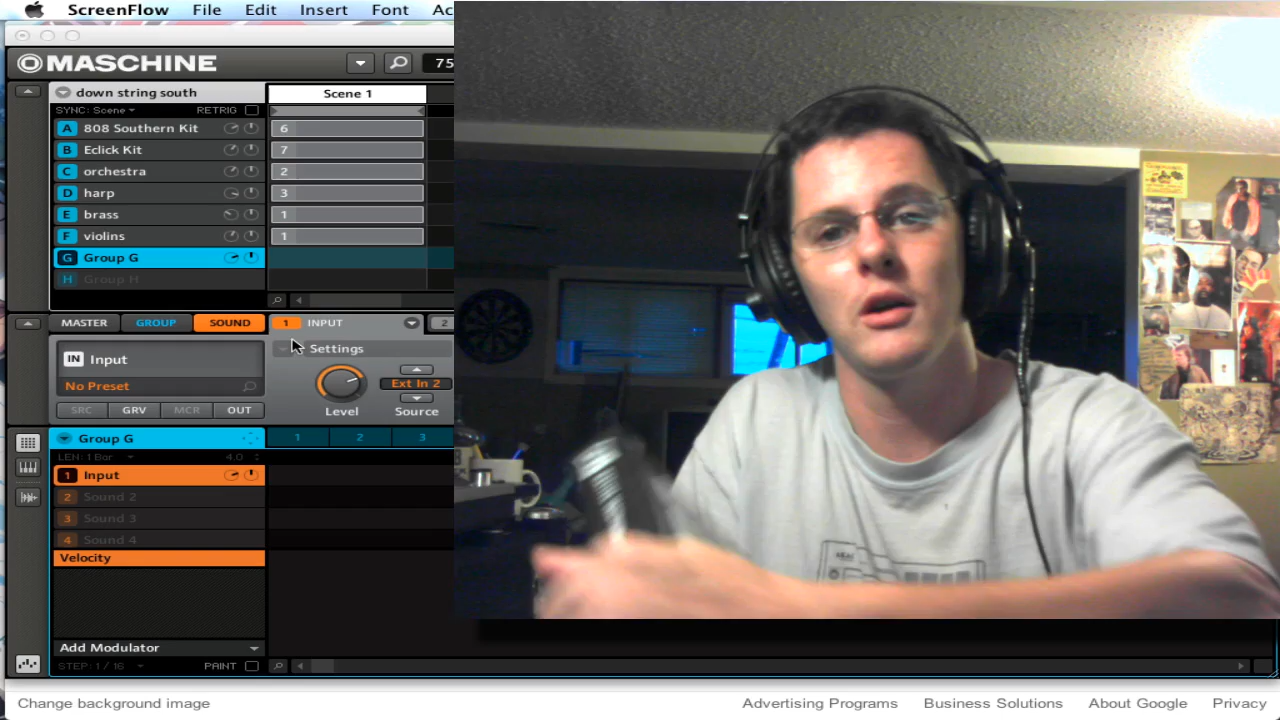 ScreenFlow File Edit Insert Font Ac
MASCHINE 75
down string south Scene 1
SYNC: Scene RETRIG
A 808 Southern Kit 6
B Eclick Kit 7
C orchestra 2
D harp 3
E brass 1
F violins 1
G Group G
H Group H
MASTER GROUP SOUND 1 INPUT 2
IN Input Settings
No Preset Ext In 2
SRC GRV MCR OUT Level Source
Group G 1 2 3
LEN: 1 Bar 4.0
1 Input
2 Sound 2
3 Sound 3
4 Sound 4
Velocity
Add Modulator
STEP: 1 / 16 PAINT
AKAI
Change background image Advertising Programs Business Solutions About Google Privacy